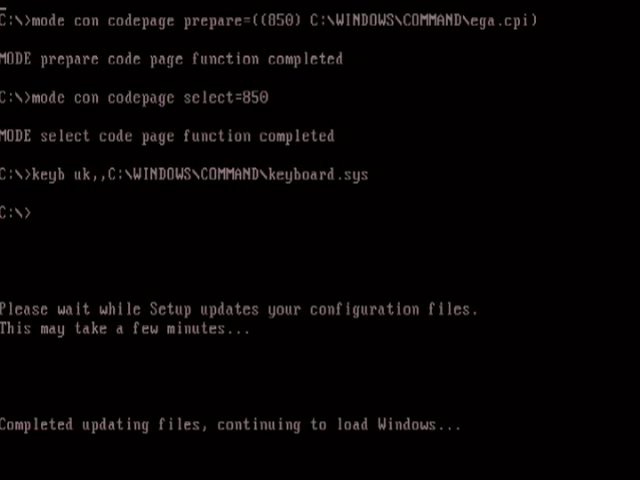 C:\>mode con codepage prepare=((850) C:\WINDOWS\COMMAND\ega.cpi)
MODE prepare code page function completed
C:\>mode con codepage select=850
MODE select code page function completed
C:\>keyb uk,,C:\WINDOWS\COMMAND\keyboard.sys
C:\>
Please wait while Setup updates your configuration files.
This may take a few minutes...
Completed updating files, continuing to load Windows...